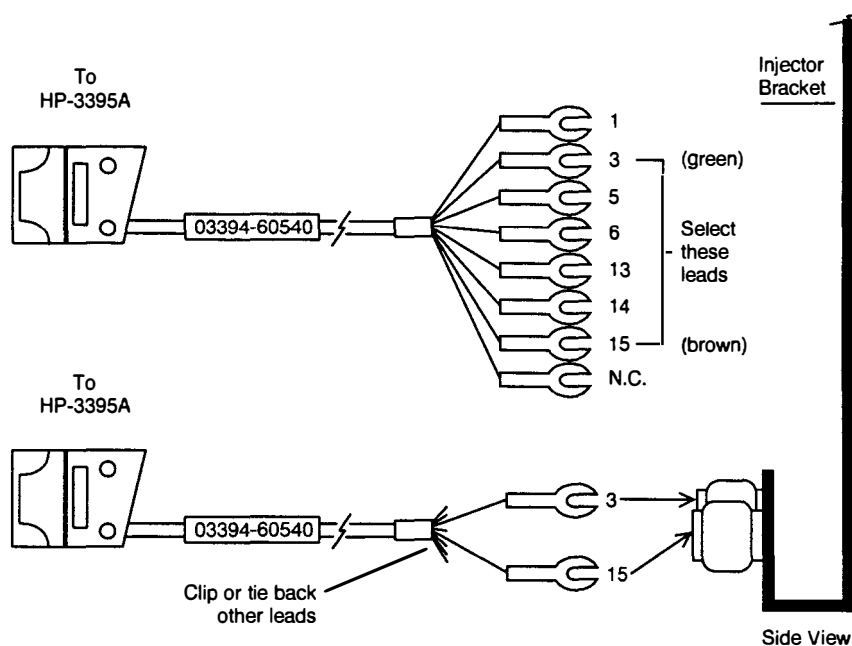 To
HP-3395A
Injector
Bracket
1
3
(green)
5
03394-60540
6
Select
these
leads
13
14
15
(brown)
N.C.
To
HP-3395A
3
03394-60540
15
Clip or tie back
other leads
Side View